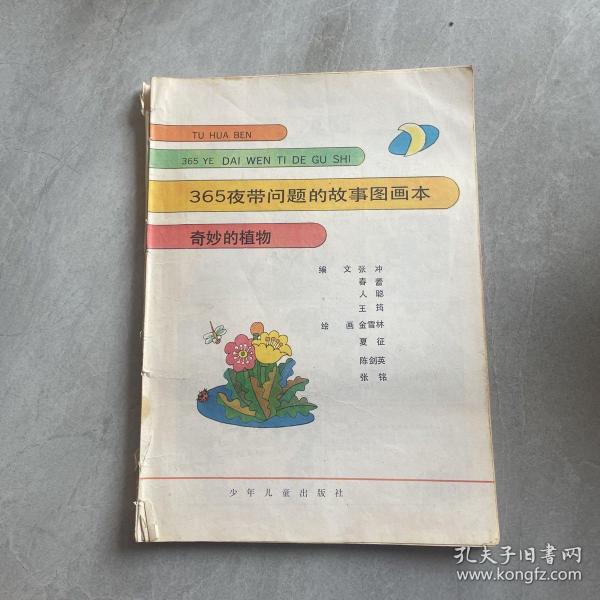 TU HUA BEN
365 YE DAI WEN TI DE GU SHI
365夜带问题的故事图画本
奇妙的植物
编 文 张 冲
春 蕾
人 聪
王 筠
绘 画 金雪林
夏 征
陈剑英
张 铭
少年儿童出版社
孔夫子旧书网
www.kongfz.com